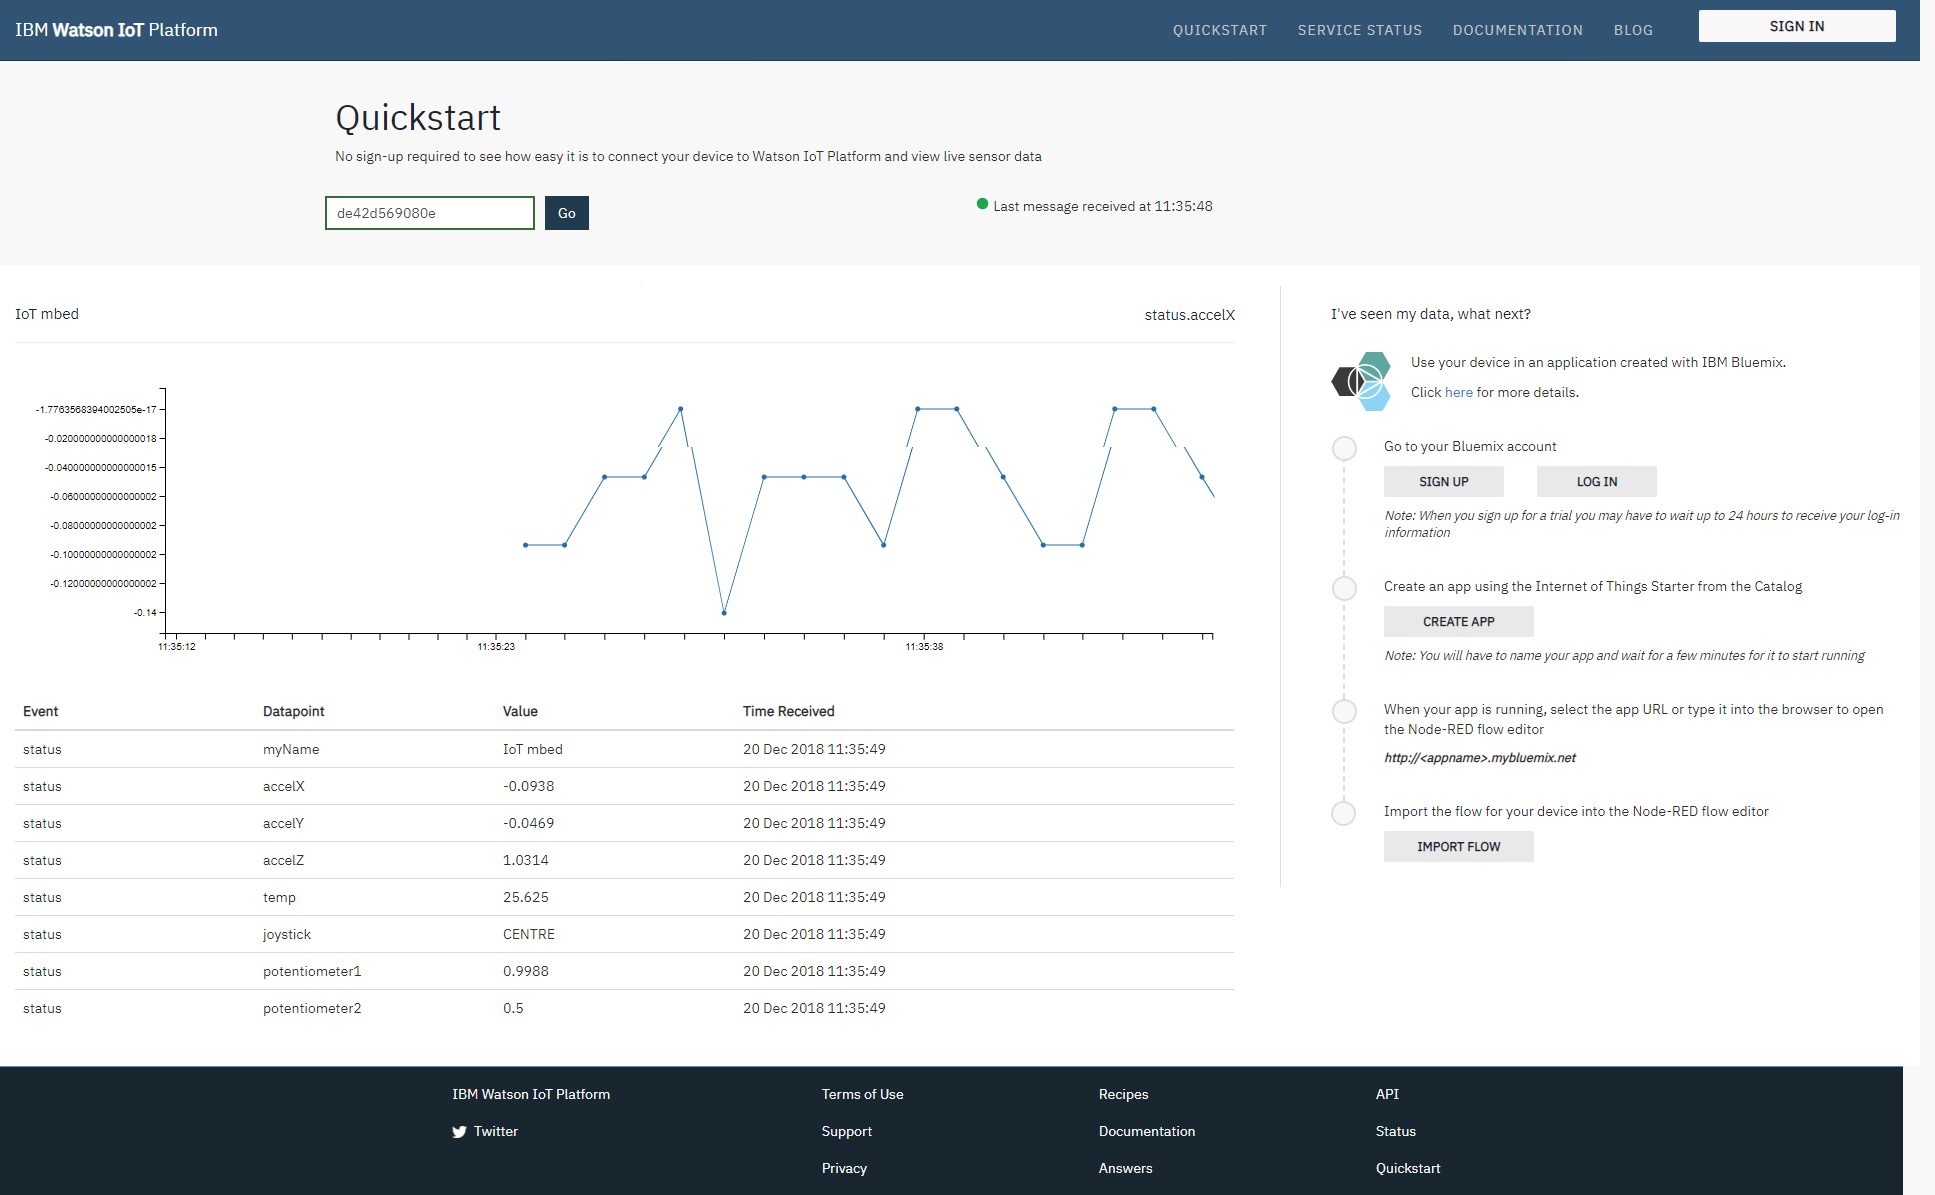 IBM Watson IoT Platform
QUICKSTART SERVICE STATUS DOCUMENTATION BLOG SIGN IN
Quickstart
No sign-up required to see how easy it is to connect your device to Watson IoT Platform and view live sensor data
de42d569080e Go
Last message received at 11:35:48
IoT mbed status.accelX
-1.7763568394002505e-17
-0.020000000000000018
-0.040000000000000015
-0.06000000000000002
-0.08000000000000002
-0.10000000000000002
-0.12000000000000002
-0.14
11:35:12 11:35:23 11:35:38
Event Datapoint Value Time Received
status myName IoT mbed 20 Dec 2018 11:35:49
status accelX -0.0938 20 Dec 2018 11:35:49
status accelY -0.0469 20 Dec 2018 11:35:49
status accelZ 1.0314 20 Dec 2018 11:35:49
status temp 25.625 20 Dec 2018 11:35:49
status joystick CENTRE 20 Dec 2018 11:35:49
status potentiometer1 0.9988 20 Dec 2018 11:35:49
status potentiometer2 0.5 20 Dec 2018 11:35:49
I've seen my data, what next?
Use your device in an application created with IBM Bluemix.
Click here for more details.
Go to your Bluemix account
SIGN UP LOG IN
Note: When you sign up for a trial you may have to wait up to 24 hours to receive your log-in
information
Create an app using the Internet of Things Starter from the Catalog
CREATE APP
Note: You will have to name your app and wait for a few minutes for it to start running
When your app is running, select the app URL or type it into the browser to open
the Node-RED flow editor
http://<appname>.mybluemix.net
Import the flow for your device into the Node-RED flow editor
IMPORT FLOW
IBM Watson IoT Platform Terms of Use Recipes API
Twitter Support Documentation Status
Privacy Answers Quickstart